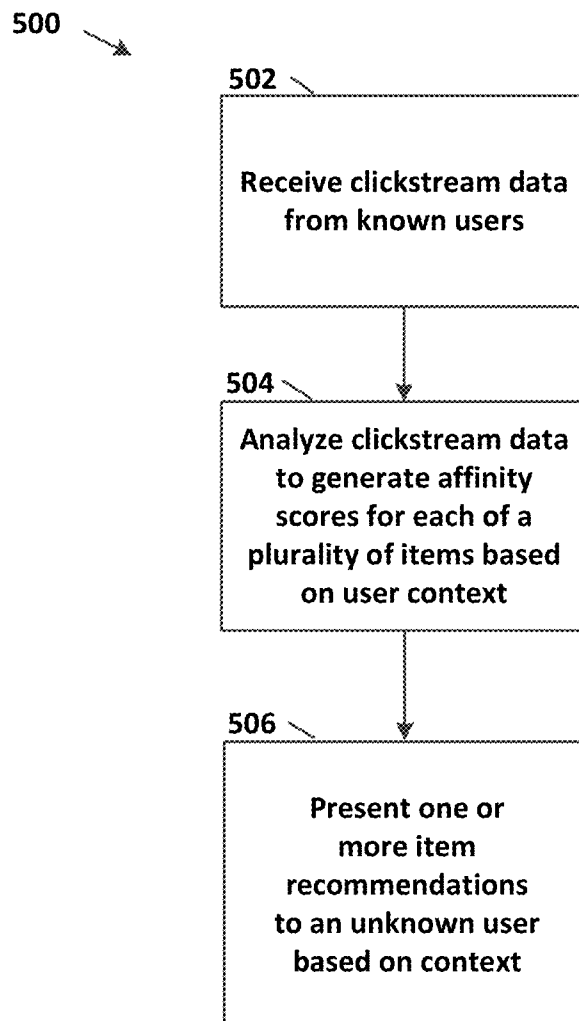 500
502
Receive clickstream data
from known users
504
Analyze clickstream data
to generate affinity
scores for each of a
plurality of items based
on user context
506
Present one or
more item
recommendations
to an unknown user
based on context